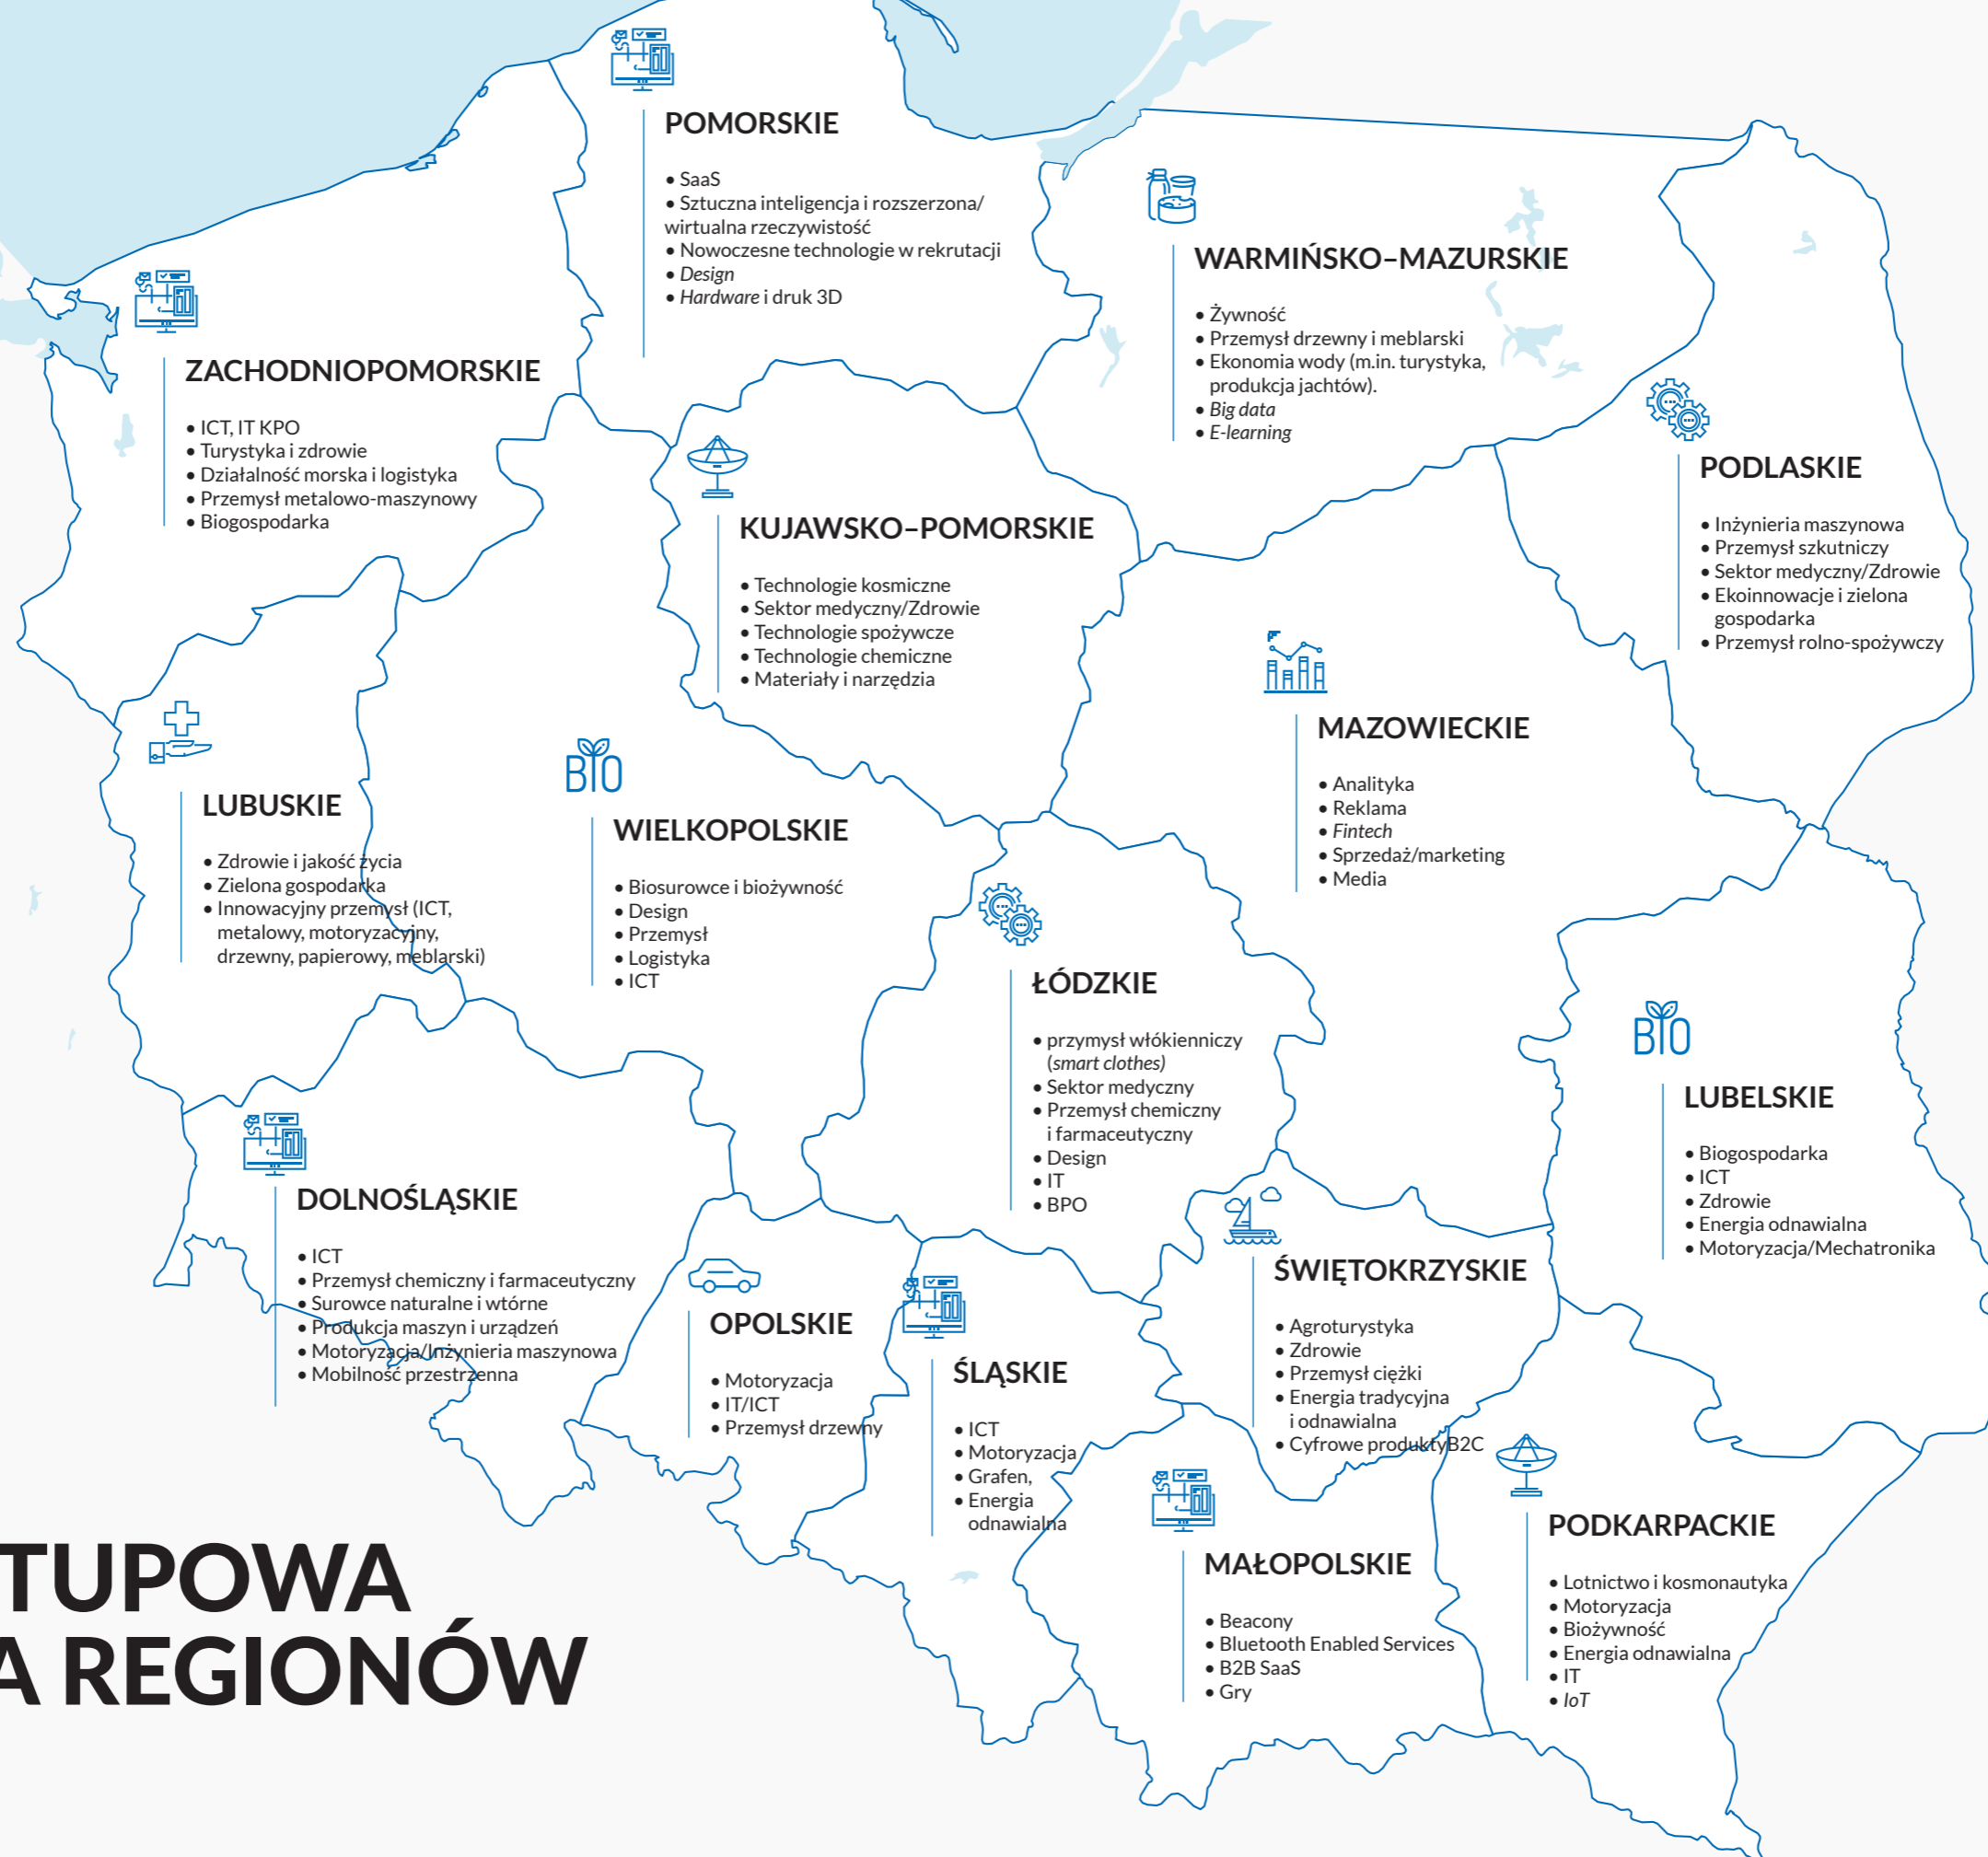 POMORSKIE
• SaaS
• Sztuczna inteligencja i rozszerzona/
wirtualna rzeczywistość
• Nowoczesne technologie w rekrutacji
• Design
• Hardware i druk 3D
WARMIŃSKO–MAZURSKIE
• Żywność
• Przemysł drzewny i meblarski
• Ekonomia wody (m.in. turystyka,
produkcja jachtów).
• Big data
• E-learning
ZACHODNIOPOMORSKIE
• ICT, IT KPO
• Turystyka i zdrowie
• Działalność morska i logistyka
• Przemysł metalowo-maszynowy
• Biogospodarka
PODLASKIE
• Inżynieria maszynowa
• Przemysł szkutniczy
• Sektor medyczny/Zdrowie
• Ekoinnowacje i zielona
gospodarka
• Przemysł rolno-spożywczy
KUJAWSKO–POMORSKIE
• Technologie kosmiczne
• Sektor medyczny/Zdrowie
• Technologie spożywcze
• Technologie chemiczne
• Materiały i narzędzia
MAZOWIECKIE
• Analityka
• Reklama
• Fintech
• Sprzedaż/marketing
• Media
LUBUSKIE
• Zdrowie i jakość życia
• Zielona gospodarka
• Innowacyjny przemysł (ICT,
metalowy, motoryzacyjny,
drzewny, papierowy, meblarski)
BIO
WIELKOPOLSKIE
• Biosurowce i biożywność
• Design
• Przemysł
• Logistyka
• ICT
ŁÓDZKIE
• przymysł włókienniczy
(smart clothes)
• Sektor medyczny
• Przemysł chemiczny
i farmaceutyczny
• Design
• IT
• BPO
BIO
LUBELSKIE
• Biogospodarka
• ICT
• Zdrowie
• Energia odnawialna
• Motoryzacja/Mechatronika
DOLNOŚLĄSKIE
• ICT
• Przemysł chemiczny i farmaceutyczny
• Surowce naturalne i wtórne
• Produkcja maszyn i urządzeń
• Motoryzacja/Inżynieria maszynowa
• Mobilność przestrzenna
OPOLSKIE
• Motoryzacja
• IT/ICT
• Przemysł drzewny
ŚLĄSKIE
• ICT
• Motoryzacja
• Grafen,
• Energia
odnawialna
ŚWIĘTOKRZYSKIE
• Agroturystyka
• Zdrowie
• Przemysł ciężki
• Energia tradycyjna
i odnawialna
• Cyfrowe produktyB2C
MAŁOPOLSKIE
• Beacony
• Bluetooth Enabled Services
• B2B SaaS
• Gry
PODKARPACKIE
• Lotnictwo i kosmonautyka
• Motoryzacja
• Biożywność
• Energia odnawialna
• IT
• IoT
TUPOWA
A REGIONÓW